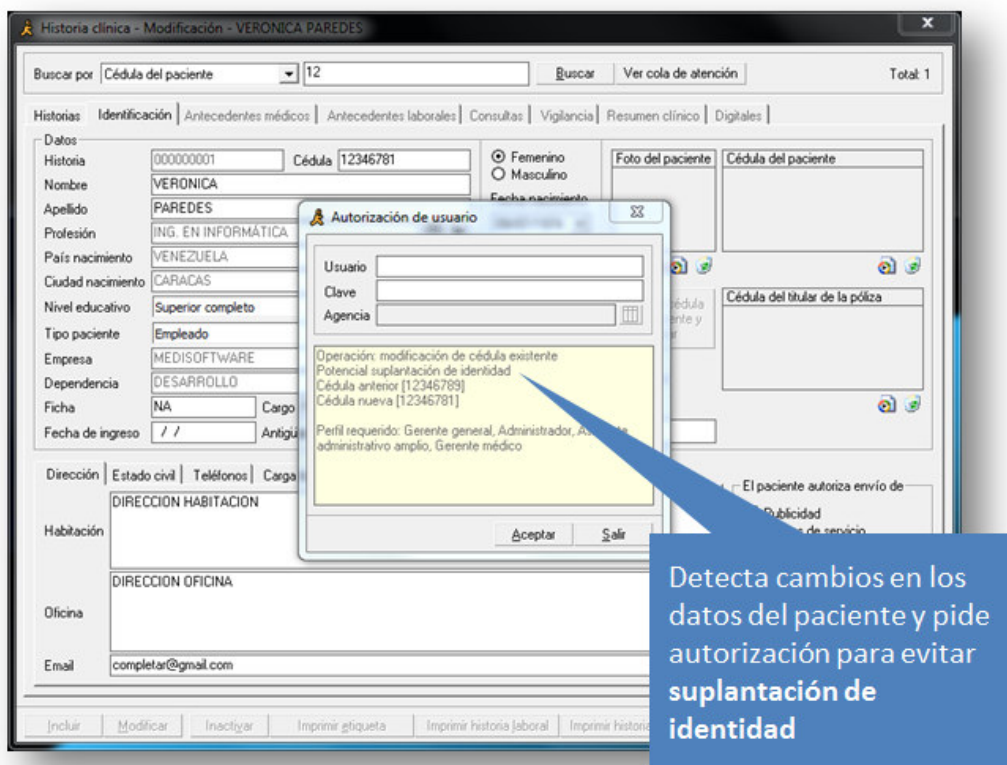 Historia clínica - Modificación - VERONICA PAREDES
Buscar por Cédula del paciente 12 Buscar Ver cola de atención Total: 1
Historias Identificación Antecedentes médicos Antecedentes laborales Consultas Vigilancia Resumen clínico Digitales
Datos
Historia 000000001 Cédula 12346781
Nombre VERONICA
Apellido PAREDES
Profesión ING. EN INFORMÁTICA
País nacimiento VENEZUELA
Ciudad nacimiento CARACAS
Nivel educativo Superior completo
Tipo paciente Empleado
Empresa MEDISOFTWARE
Dependencia DESARROLLO
Ficha NA Cargo
Fecha de ingreso / /
Femenino
Masculino
Fecha nacimiento
Foto del paciente Cédula del paciente
Cédula del titular de la póliza
Autorización de usuario
Usuario
Clave
Agencia
Operación: modificación de cédula existente
Potencial suplantación de identidad
Cédula anterior [12346789]
Cédula nueva [12346781]
Perfil requerido: Gerente general, Administrador,
administrativo amplio, Gerente médico
Aceptar Salir
Dirección Estado civil Teléfonos Carga
Habitación DIRECCION HABITACION
Oficina DIRECCION OFICINA
Email completar@gmail.com
El paciente autoriza envío de
Publicidad
de servicio
Incluir Modificar Inactivar Imprimir etiqueta Imprimir historia laboral Imprimir
Detecta cambios en los
datos del paciente y pide
autorización para evitar
suplantación de
identidad